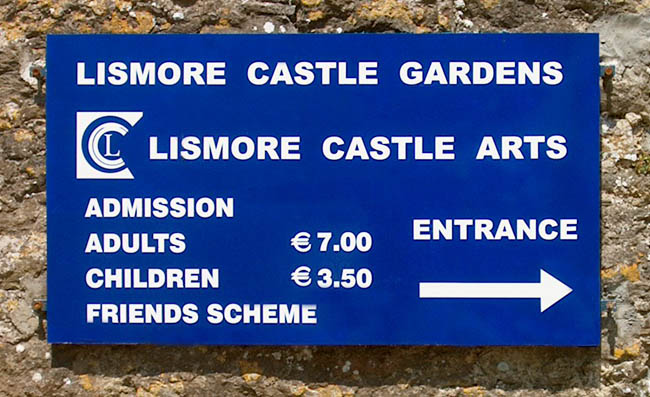 LISMORE CASTLE GARDENS
L LISMORE CASTLE ARTS
ADMISSION
ADULTS €7.00
CHILDREN €3.50
FRIENDS SCHEME
ENTRANCE